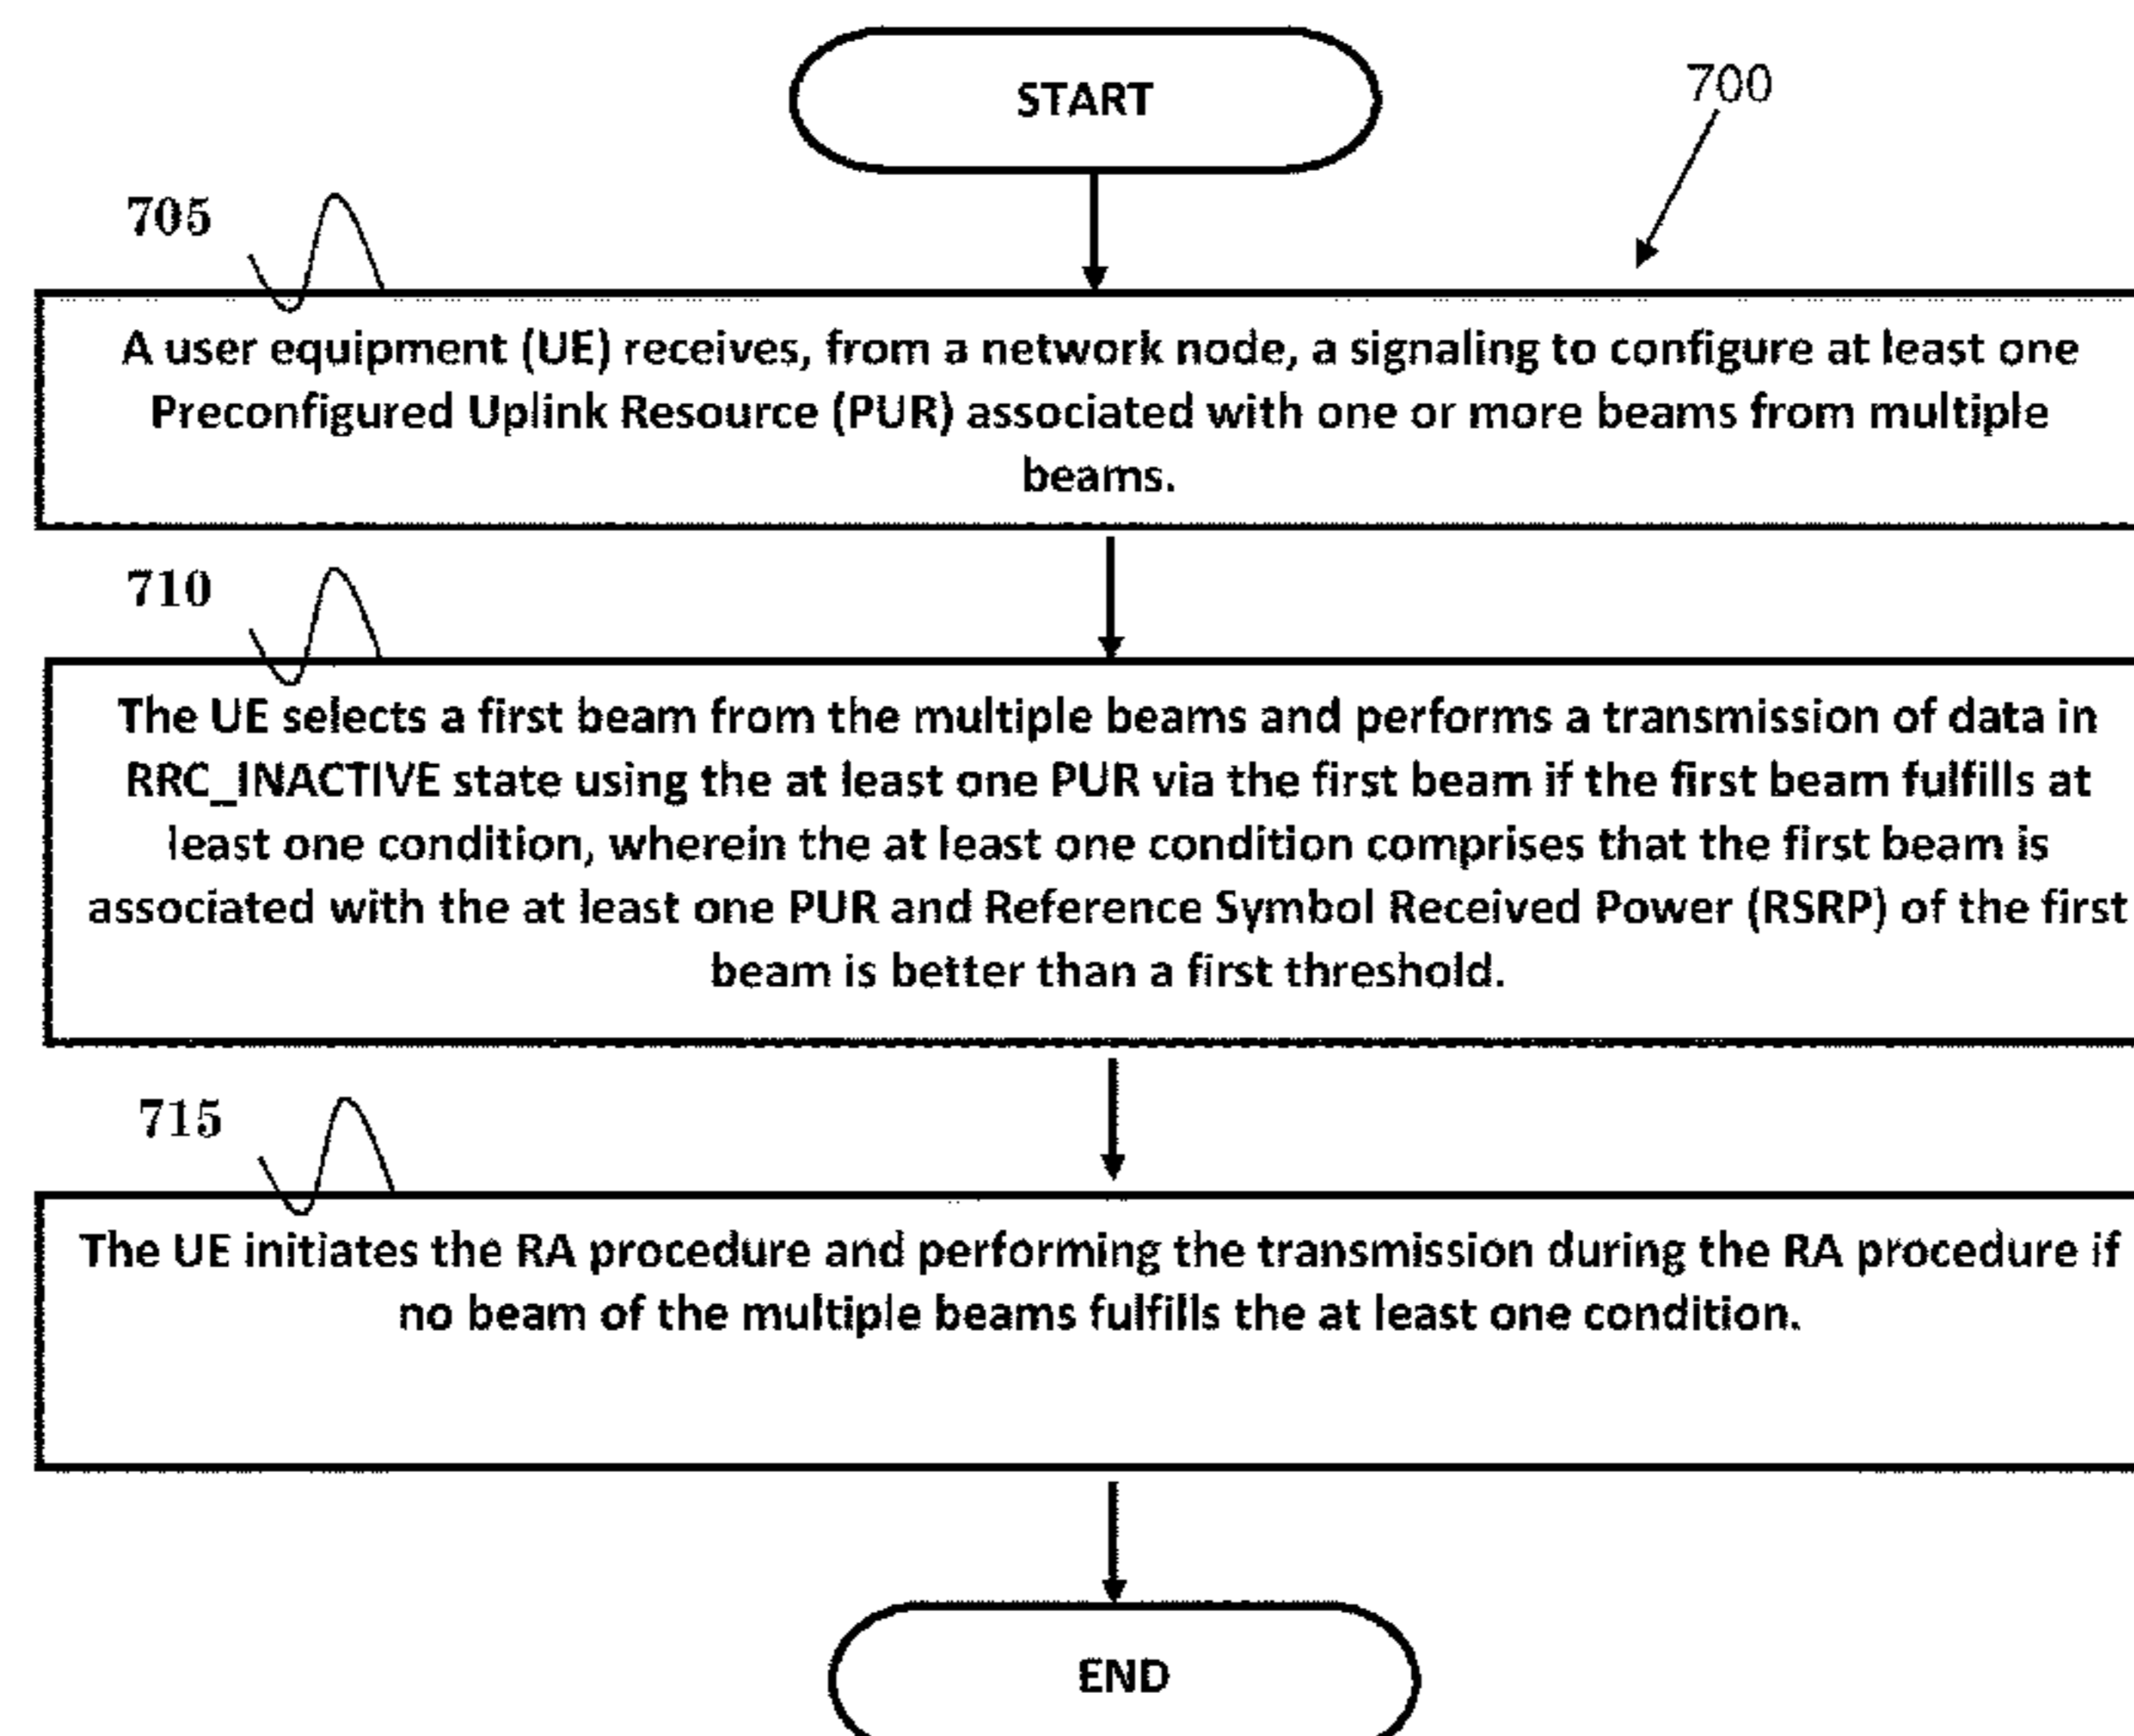 START
700
705
A user equipment (UE) receives, from a network node, a signaling to configure at least one
Preconfigured Uplink Resource (PUR) associated with one or more beams from multiple
beams.
710
The UE selects a first beam from the multiple beams and performs a transmission of data in
RRC_INACTIVE state using the at least one PUR via the first beam if the first beam fulfills at
least one condition, wherein the at least one condition comprises that the first beam is
associated with the at least one PUR and Reference Symbol Received Power (RSRP) of the first
beam is better than a first threshold.
715
The UE initiates the RA procedure and performing the transmission during the RA procedure if
no beam of the multiple beams fulfills the at least one condition.
END